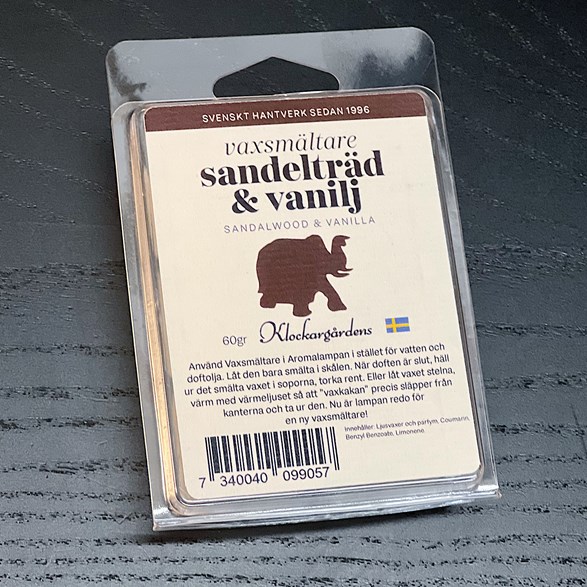 SVENSKT HANTVERK SEDAN 1996
vaxsmältare
sandelträd
& vanilj
SANDALWOOD & VANILLA
60gr Klockargårdens
Använd Vaxsmältare i Aromalampan i stället för vatten och
doftolja. Låt den bara smälta i skålen. När doften är slut, häll
ur det smälta vaxet i soporna, torka rent. Eller låt vaxet stelna,
värm med värmeljuset så att "vaxkakan" precis släpper från
kanterna och ta ur den. Nu är lampan redo för
en ny vaxsmältare!
Innehåller: Ljusvaxer och parfym, Coumarin,
Benzyl Benzoate, Limonene.
7 340040 099057